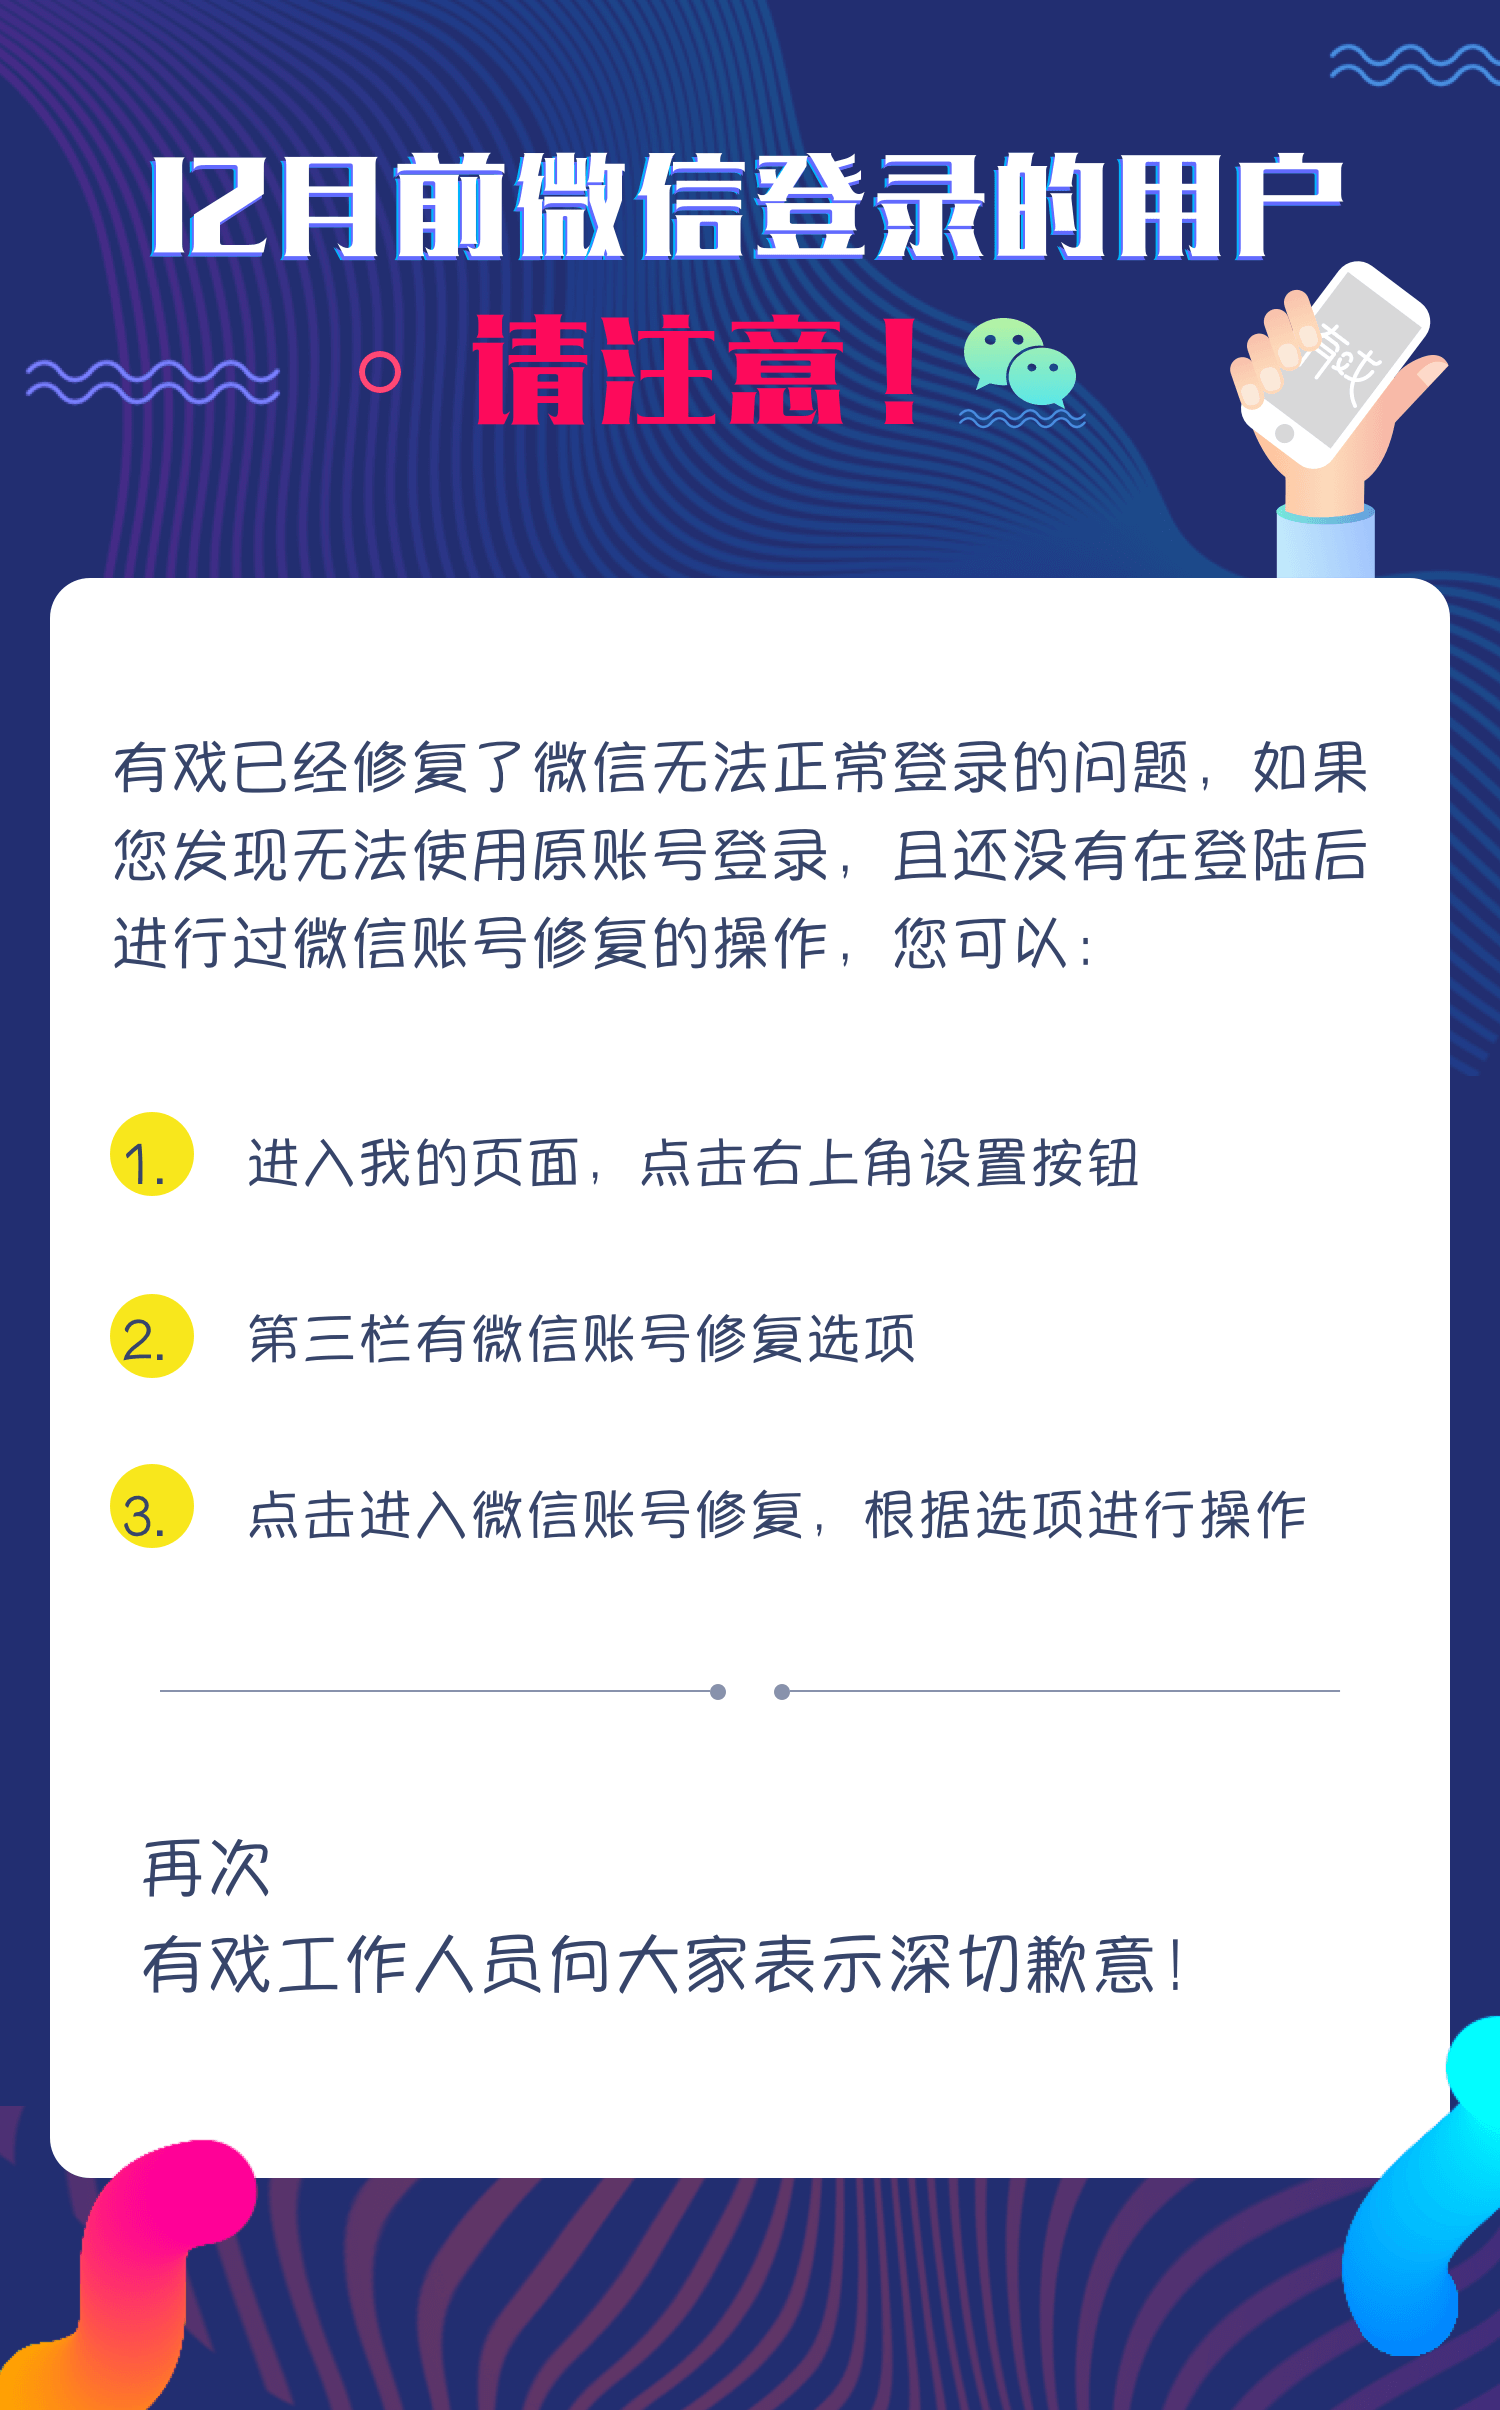 12月前微信登录的用户
请注意！
有戏
有戏已经修复了微信无法正常登录的问题，如果
您发现无法使用原账号登录，且还没有在登陆后
进行过微信账号修复的操作，您可以：
1. 进入我的页面，点击右上角设置按钮
2. 第三栏有微信账号修复选项
3. 点击进入微信账号修复，根据选项进行操作
再次
有戏工作人员向大家表示深切歉意！